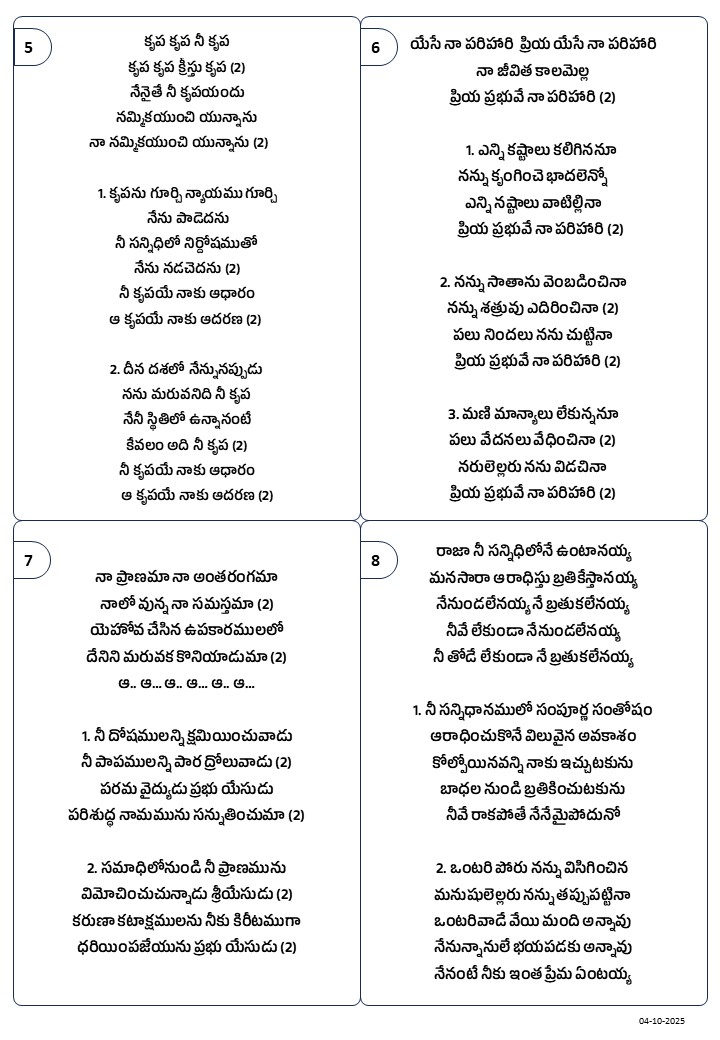 5
కృప కృప నీ కృప
కృప కృప క్రీస్తు కృప (2)
నేనైతే నీ కృపయందు
నమ్మికయుంచి యున్నాను
నా నమ్మికయుంచి యున్నాను (2)
1. కృపను గూర్చి న్యాయము గూర్చి
నేను పాడెదను
నీ సన్నిధిలో నిర్దోషముతో
నేను నడచెదను (2)
నీ కృపయే నాకు ఆధారం
ఆ కృపయే నాకు ఆదరణ (2)
2. దీన దశలో నేన్నునప్పుడు
నను మరువనిది నీ కృప
నేనీ స్థితిలో ఉన్నానంటే
కేవలం అది నీ కృప (2)
నీ కృపయే నాకు ఆధారం
ఆ కృపయే నాకు ఆదరణ (2)
6
యేసే నా పరిహారి ప్రియ యేసే నా పరిహారి
నా జీవిత కాలమెల్ల
ప్రియ ప్రభువే నా పరిహారి (2)
1. ఎన్ని కష్టాలు కలిగిననూ
నన్ను కృంగించె భాదలెన్నో
ఎన్ని నష్టాలు వాటిల్లినా
ప్రియ ప్రభువే నా పరిహారి (2)
2. నన్ను సాతాను వెంబడించినా
నన్ను శత్రువు ఎదిరించినా (2)
పలు నిందలు నను చుట్టినా
ప్రియ ప్రభువే నా పరిహారి (2)
3. మణి మాన్యాలు లేకున్ననూ
పలు వేదనలు వేధించినా (2)
నరులెల్లరు నను విడచినా
ప్రియ ప్రభువే నా పరిహారి (2)
7
నా ప్రాణమా నా అంతరంగమా
నాలో వున్న నా సమస్తమా (2)
యెహోవ చేసిన ఉపకారములలో
దేనిని మరువక కొనియాడుమా (2)
ఆ.. ఆ... ఆ.. ఆ... ఆ.. ఆ...
1. నీ దోషములన్ని క్షమియించువాడు
నీ పాపములన్ని పార ద్రోలువాడు (2)
పరమ వైద్యుడు ప్రభు యేసుడు
పరిశుద్ధ నామమును సన్నుతించుమా (2)
2. సమాధిలోనుండి నీ ప్రాణమును
విమోచించుచున్నాడు శ్రీయేసుడు (2)
కరుణా కటాక్షములను నీకు కిరీటముగా
ధరియింపజేయును ప్రభు యేసుడు (2)
8
రాజా నీ సన్నిధిలోనే ఉంటానయ్య
మనసారా ఆరాధిస్తు బ్రతికేస్తానయ్య
నేనుండలేనయ్య నే బ్రతుకలేనయ్య
నీవే లేకుండా నేనుండలేనయ్య
నీ తోడే లేకుండా నే బ్రతుకలేనయ్య
1. నీ సన్నిధానములో సంపూర్ణ సంతోషం
ఆరాధించుకొనే విలువైన అవకాశం
కోల్పోయినవన్ని నాకు ఇచ్చుటకును
బాధల నుండి బ్రతికించుటకును
నీవే రాకపోతే నేనేమైపోదునో
2. ఒంటరి పోరు నన్ను విసిగించిన
మనుషులెల్లరు నన్ను తప్పుపట్టినా
ఒంటరివాడే వేయి మంది అన్నావు
నేనున్నానులే భయపడకు అన్నావు
నేనంటే నీకు ఇంత ప్రేమ ఏంటయ్య
04-10-2025